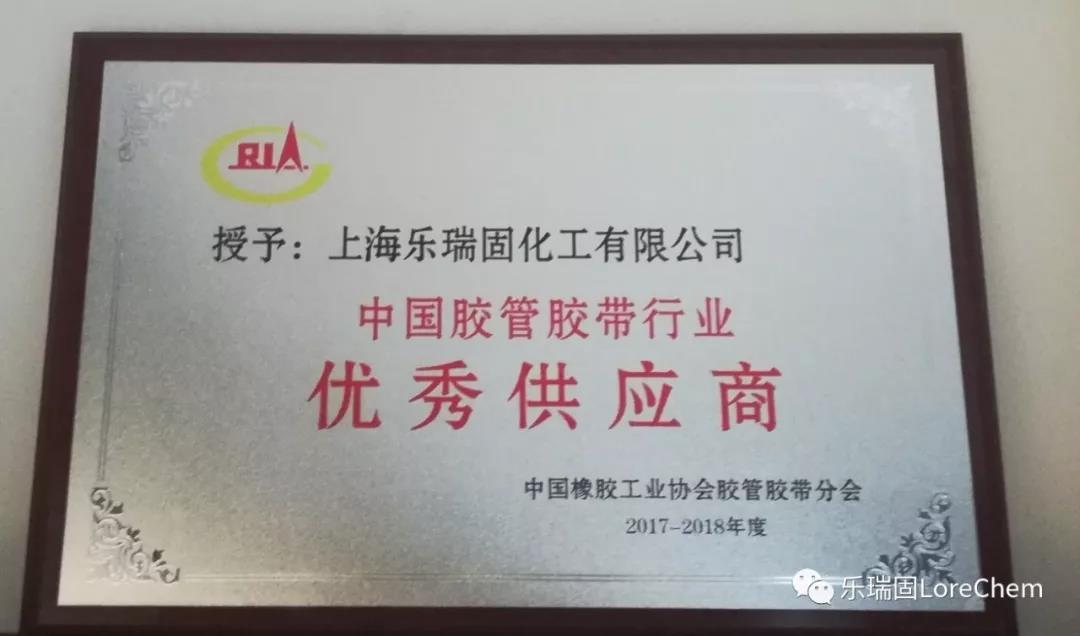 RIA
授予：上海乐瑞固化工有限公司
中国胶管胶带行业
优秀供应商
中国橡胶工业协会胶管胶带分会
2017-2018年度
乐瑞固LoreChem